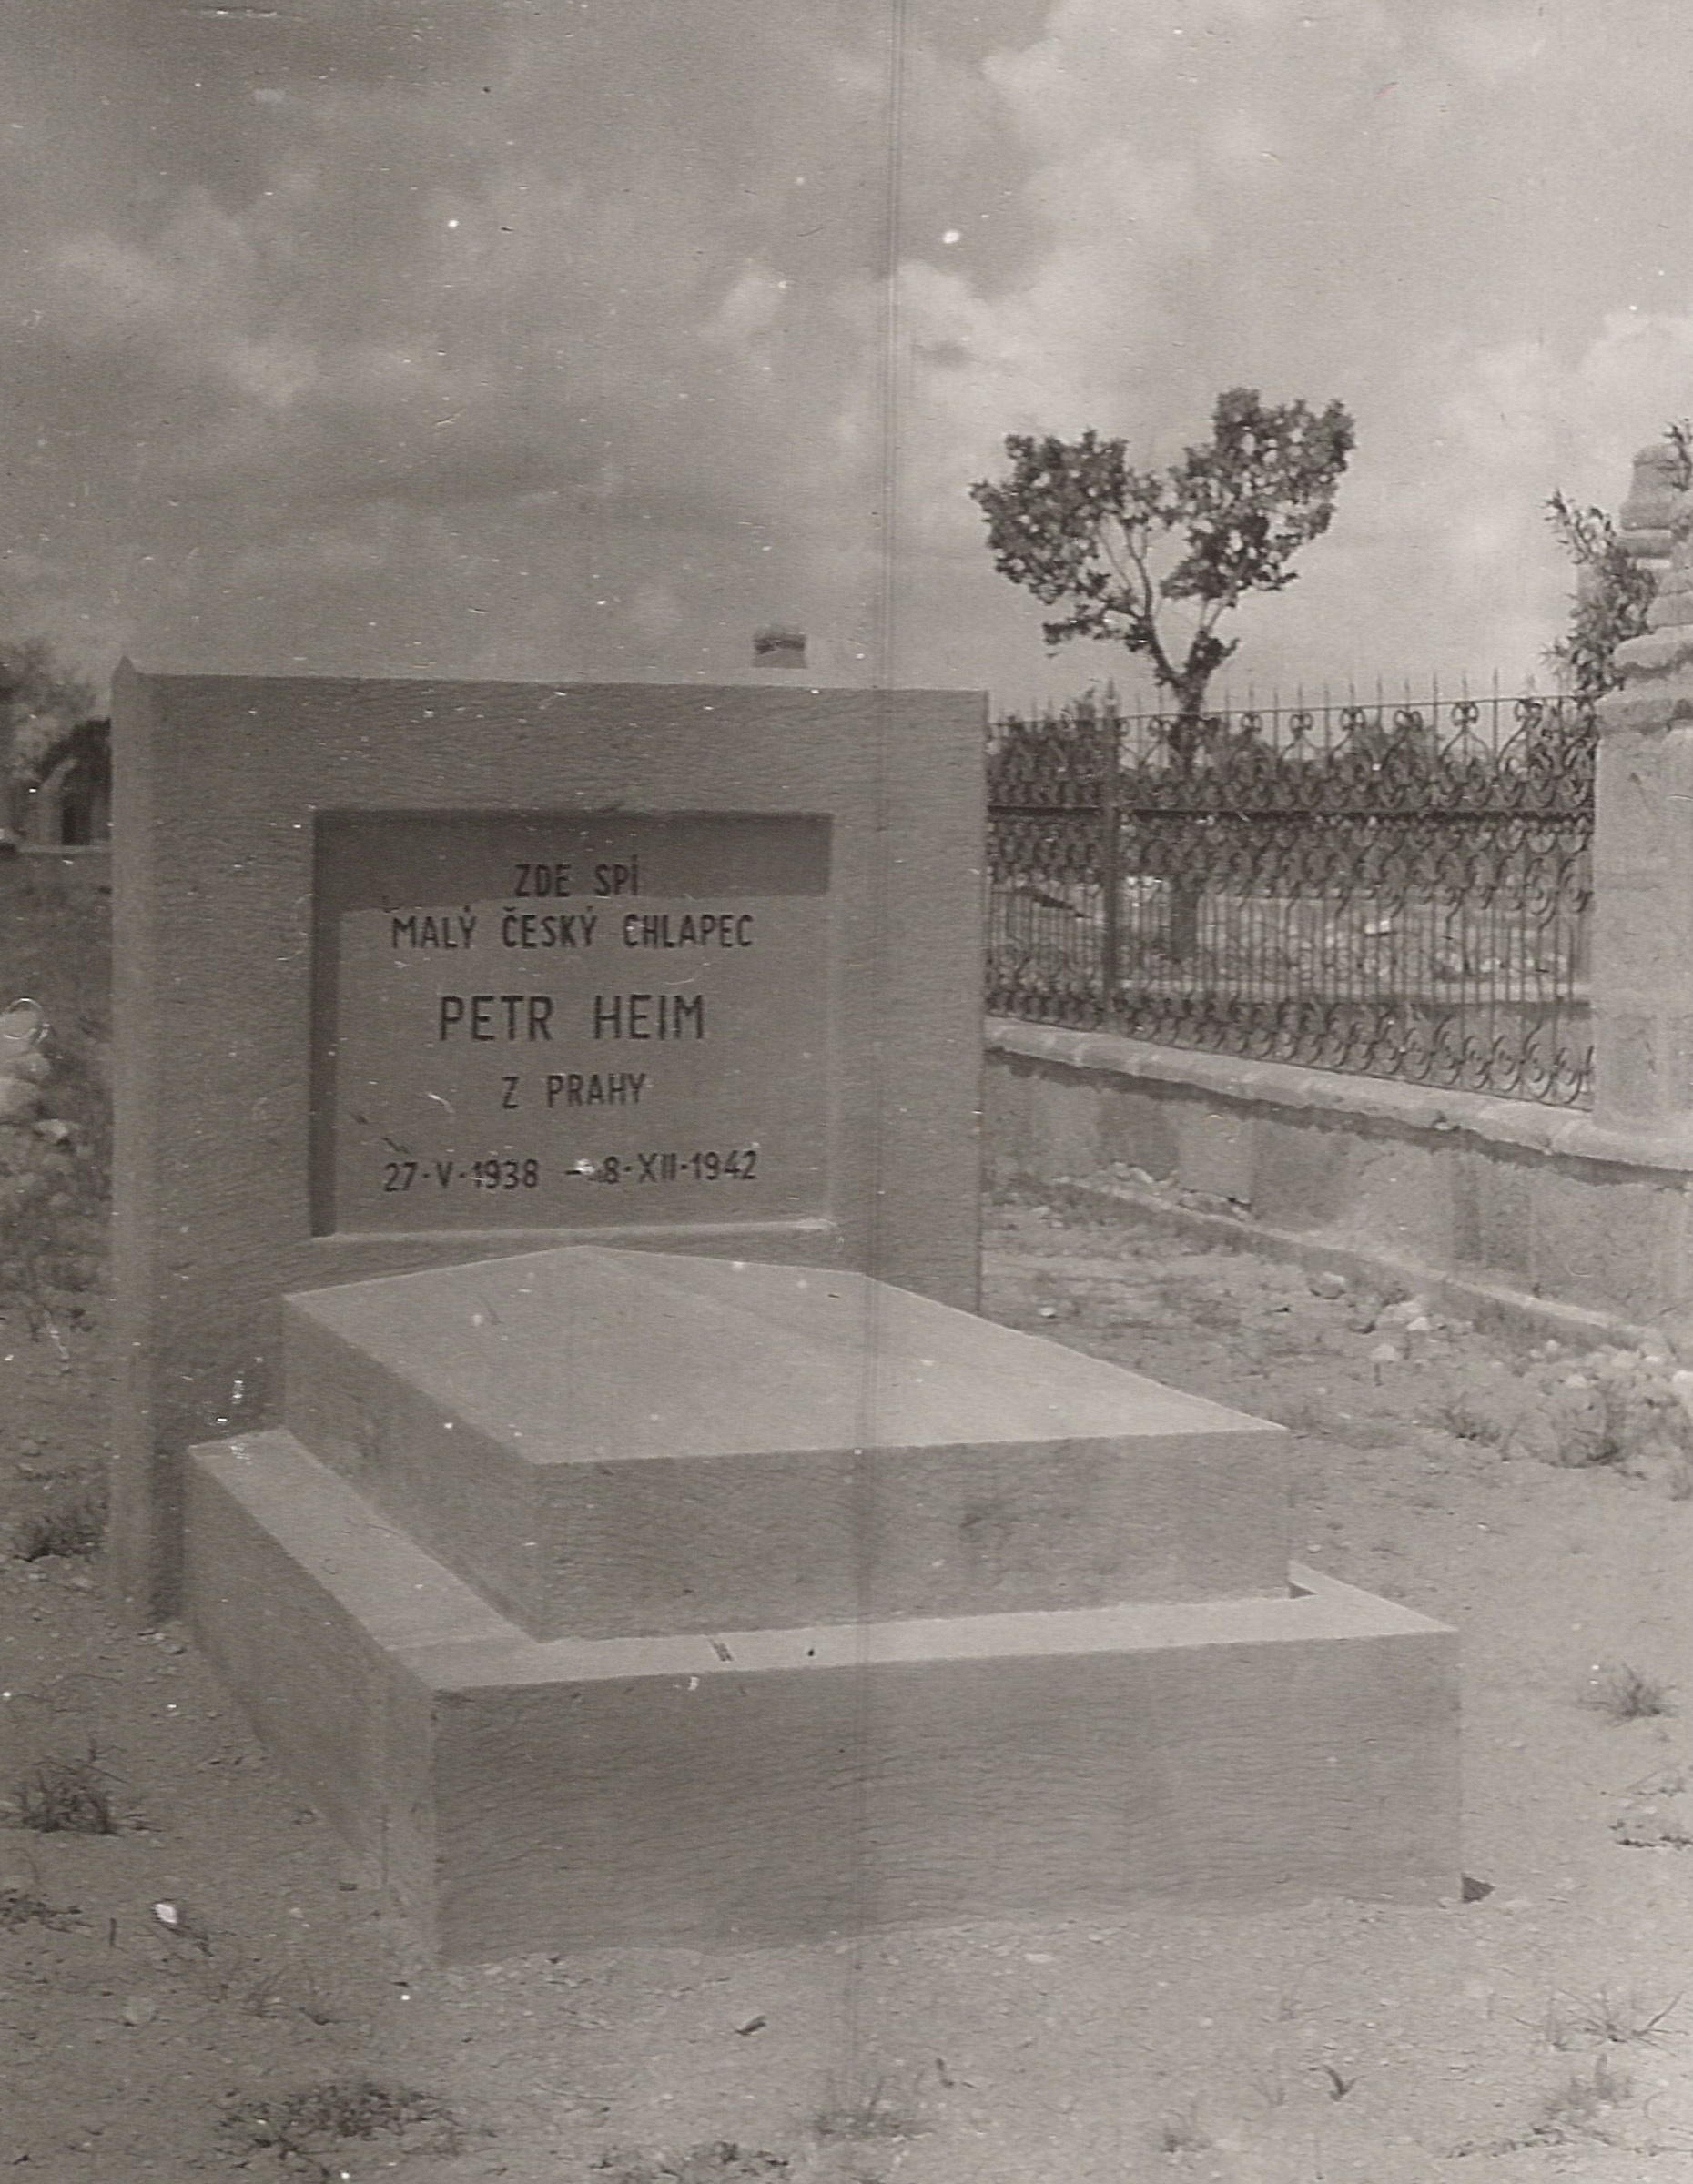 ZDE SPÍ
MALÝ ČESKÝ CHLAPEC
PETR HEIM
Z PRAHY
27·V·1938 – 8·XII·1942